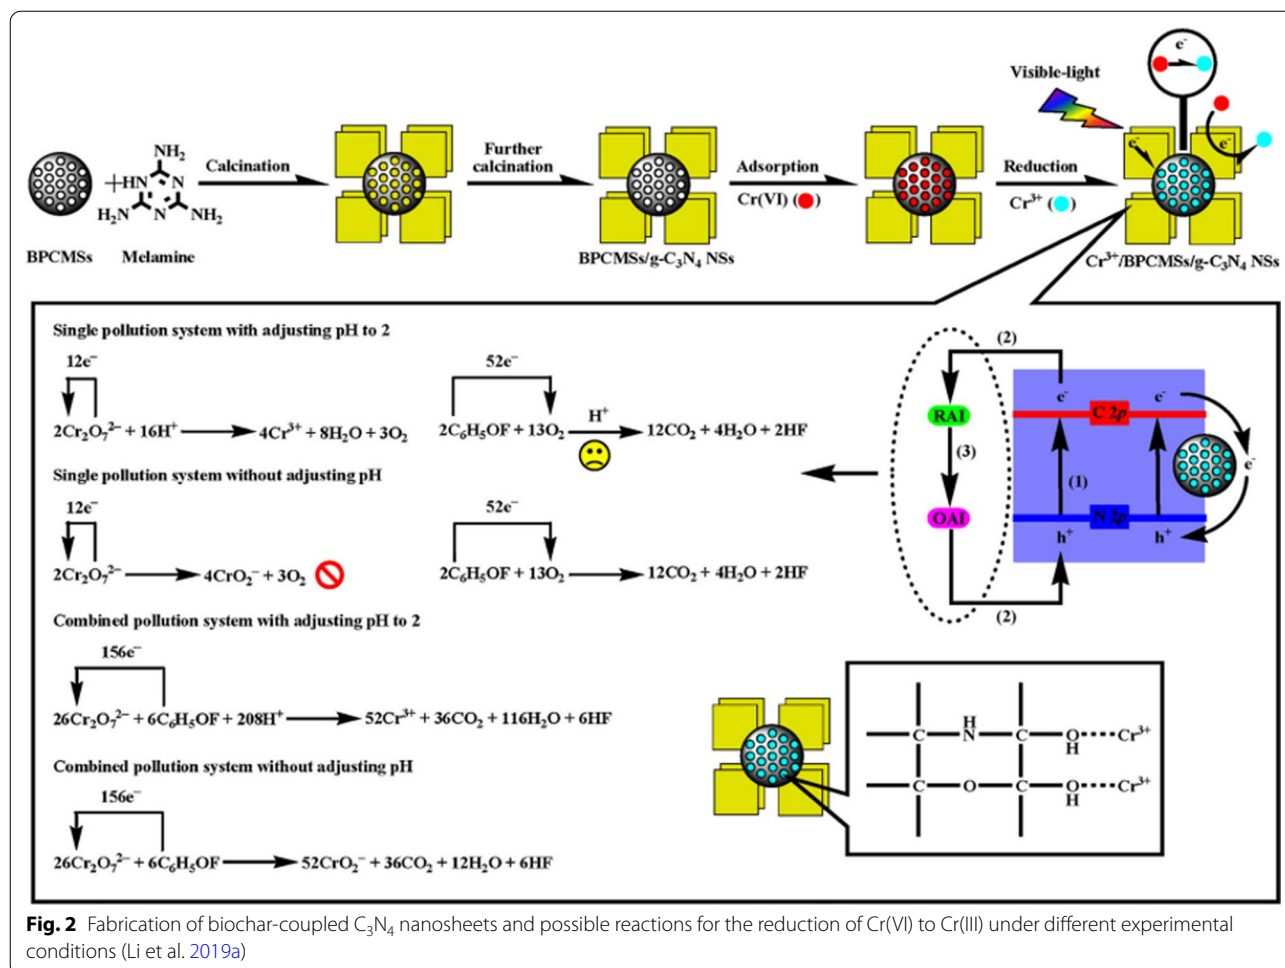 Visible-light
e⁻
NH₂
HN
N
N
H₂N
NH₂
+
Calcination
Further
calcination
Adsorption
Cr(VI) ( )
Reduction
Cr³⁺ ( )
e⁻
e⁻
BPCMSs
Melamine
BPCMSs/g-C₃N₄ NSs
Cr³⁺/BPCMSs/g-C₃N₄ NSs
Single pollution system with adjusting pH to 2
12e⁻
2Cr₂O₇²⁻ + 16H⁺ 4Cr³⁺ + 8H₂O + 3O₂
52e⁻
2C₆H₅OF + 13O₂ H⁺ 12CO₂ + 4H₂O + 2HF
Single pollution system without adjusting pH
12e⁻
2Cr₂O₇²⁻ 4CrO₂⁻ + 3O₂
52e⁻
2C₆H₅OF + 13O₂ 12CO₂ + 4H₂O + 2HF
Combined pollution system with adjusting pH to 2
156e⁻
26Cr₂O₇²⁻ + 6C₆H₅OF + 208H⁺ 52Cr³⁺ + 36CO₂ + 116H₂O + 6HF
Combined pollution system without adjusting pH
156e⁻
26Cr₂O₇²⁻ + 6C₆H₅OF 52CrO₂⁻ + 36CO₂ + 12H₂O + 6HF
(2)
e⁻
e⁻
RAI
C 2p
(3)
(1)
e⁻
OAI
N 2p
h⁺
h⁺
(2)
H
C N C O Cr³⁺
H
C O C O Cr³⁺
H
Fig. 2 Fabrication of biochar-coupled C₃N₄ nanosheets and possible reactions for the reduction of Cr(VI) to Cr(III) under different experimental
conditions (Li et al. 2019a)